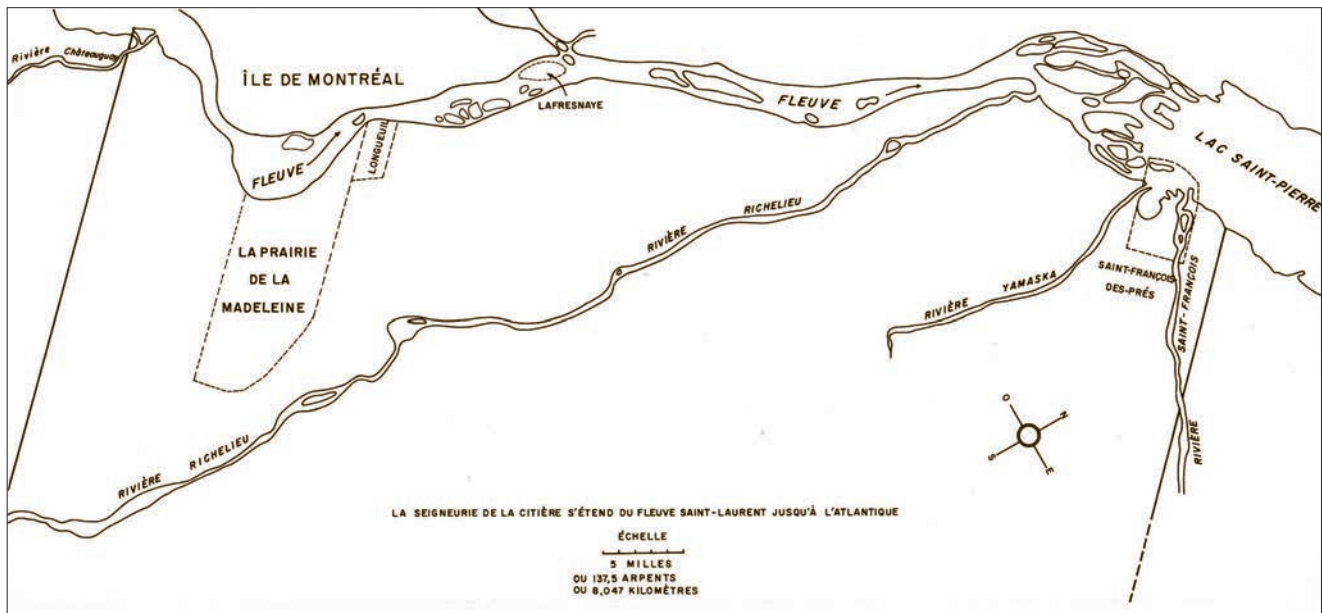 Rivière Châteauguay
ÎLE DE MONTRÉAL
LAFRESNAYE
FLEUVE
LAC SAINT-PIERRE
LONGUEUIL
FLEUVE
RIVIÈRE RICHELIEU
LA PRAIRIE
DE LA
MADELEINE
SAINT-FRANÇOIS
DES-PRÉS
RIVIÈRE YAMASKA
RIVIÈRE SAINT-FRANÇOIS
O
N
S
E
RIVIÈRE RICHELIEU
LA SEIGNEURIE DE LA CITIÈRE S'ÉTEND DU FLEUVE SAINT-LAURENT JUSQU'À L'ATLANTIQUE
ÉCHELLE
5 MILLES
OU 137,5 ARPENTS
OU 8,047 KILOMÈTRES